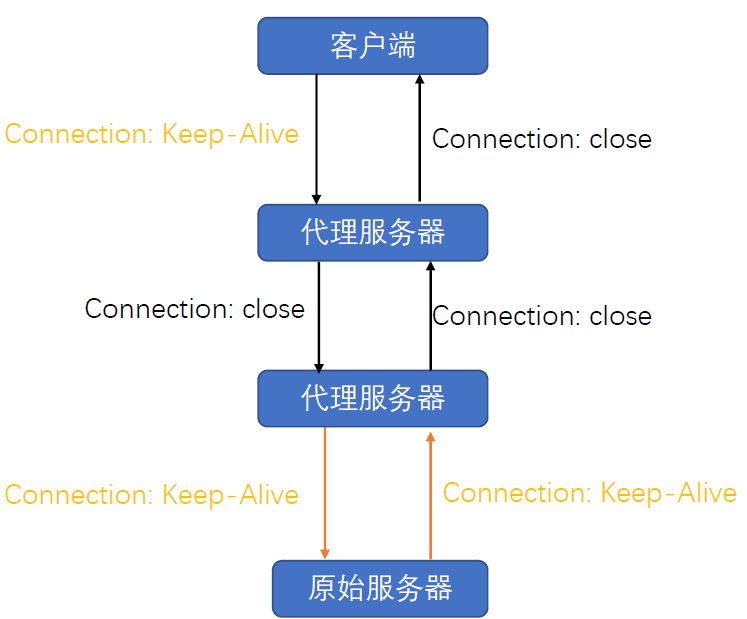 客户端
Connection: Keep-Alive
Connection: close
代理服务器
Connection: close
Connection: close
代理服务器
Connection: Keep-Alive
Connection: Keep-Alive
原始服务器